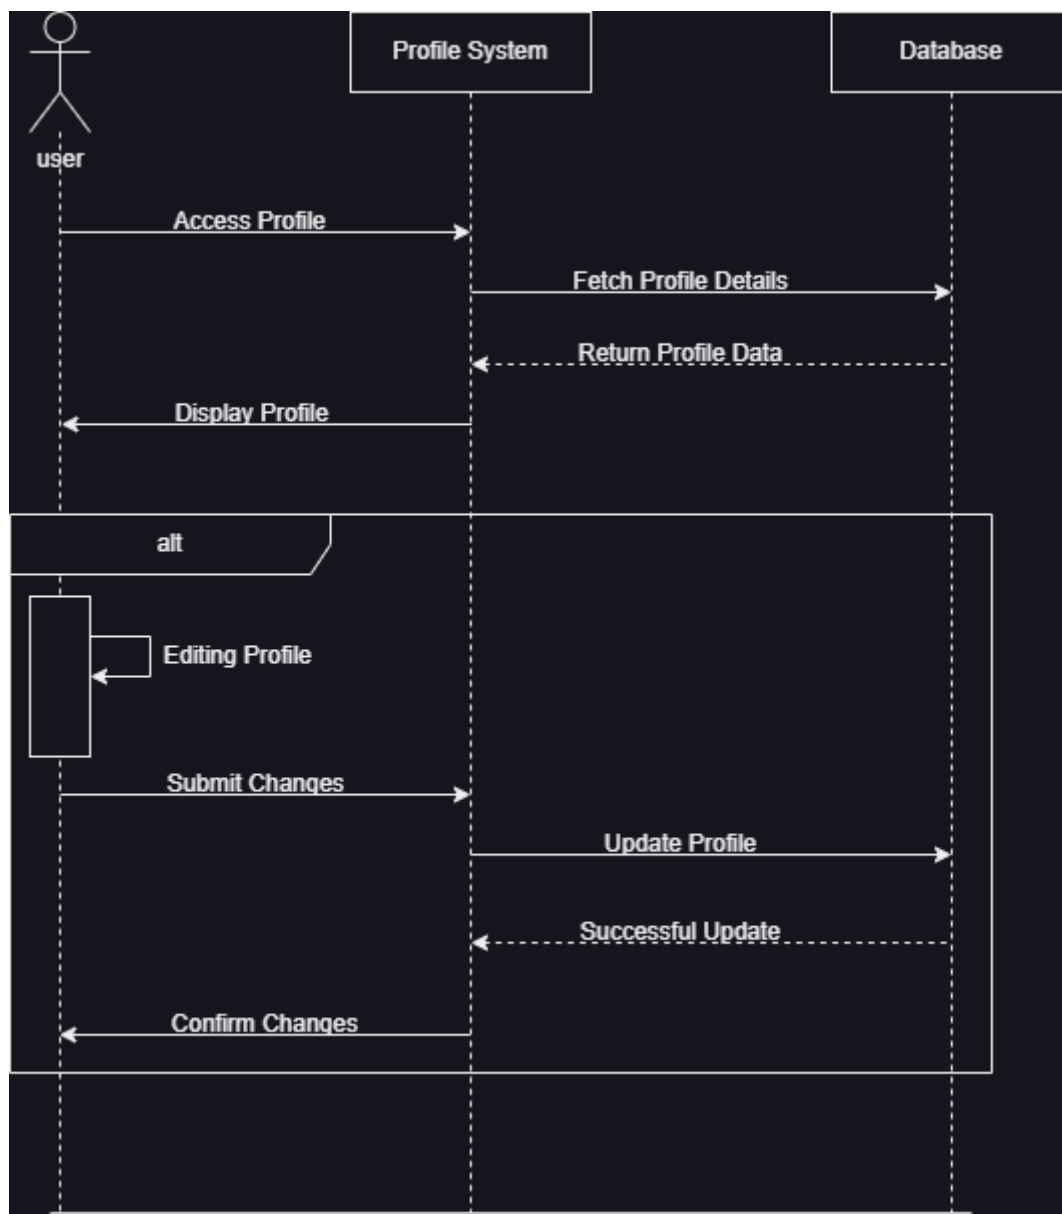 Profile System
Database
user
Access Profile
Fetch Profile Details
Return Profile Data
Display Profile
alt
Editing Profile
Submit Changes
Update Profile
Successful Update
Confirm Changes